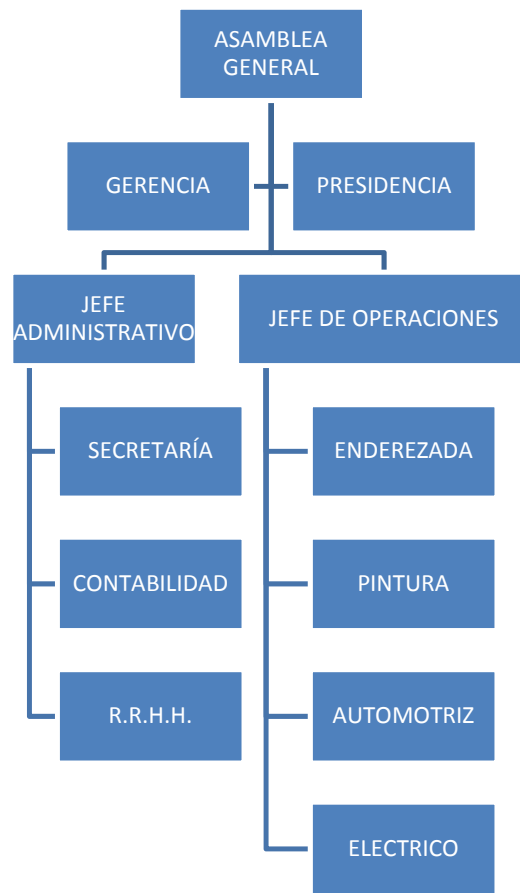 ASAMBLEA
GENERAL
GERENCIA
PRESIDENCIA
JEFE
ADMINISTRATIVO
JEFE DE OPERACIONES
SECRETARÍA
CONTABILIDAD
R.R.H.H.
ENDEREZADA
PINTURA
AUTOMOTRIZ
ELECTRICO